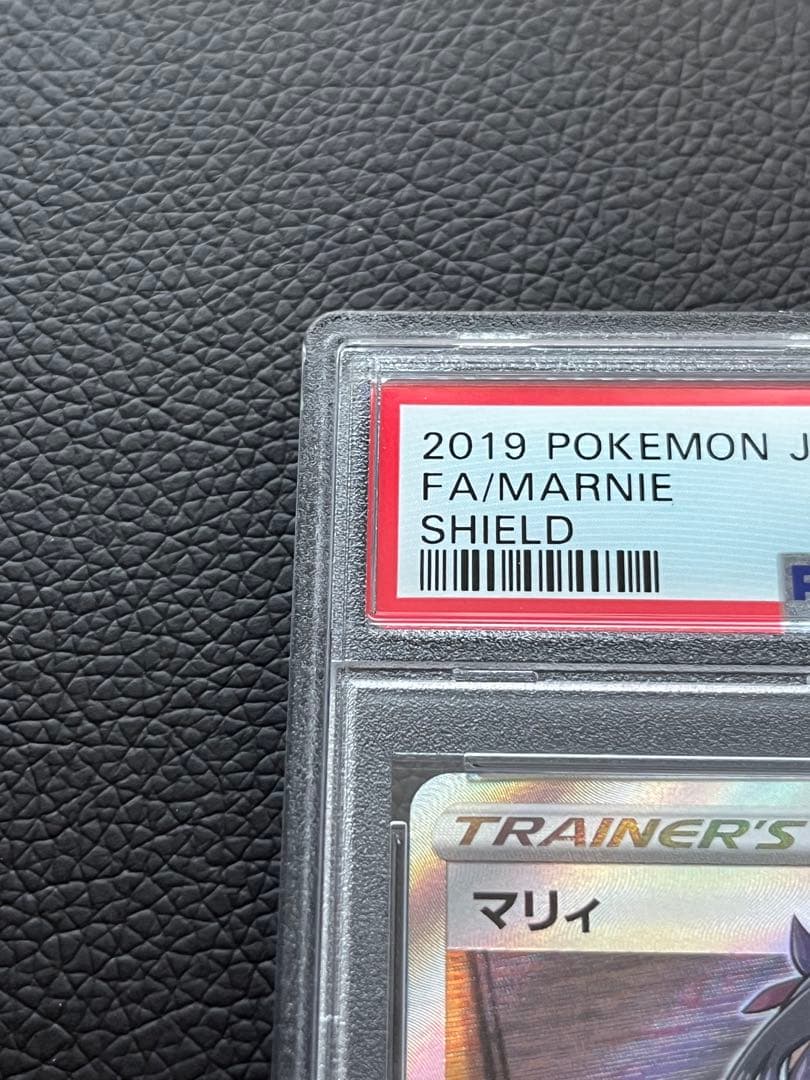 2019 POKEMON J
FA/MARNIE
SHIELD
P
TRAINER'S
マリィ